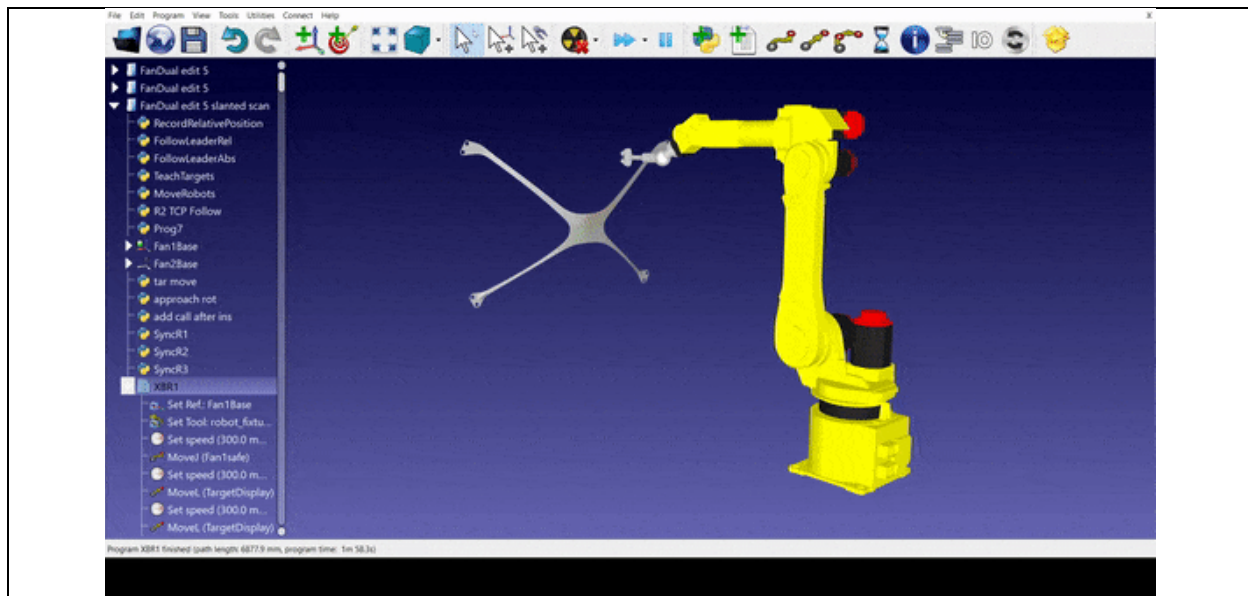 File Edit Program View Tools Utilities Connect Help
IO
FanDual edit 5
FanDual edit 5
FanDual edit 5 slanted scan
RecordRelativePosition
FollowLeaderRel
FollowLeaderAbs
TeachTargets
MoveRobots
R2 TCP Follow
Prog7
Fan1Base
Fan2Base
tar move
approach rot
add call after ins
SyncR1
SyncR2
SyncR3
XBR1
Set Ref.: Fan1Base
Set Tool: robot_fixtu...
Set speed (300.0 m...
MoveJ (Fan1safe)
Set speed (300.0 m...
MoveL (TargetDisplay)
Set speed (300.0 m...
MoveL (TargetDisplay)
Program XBR1 finished (path length: 6877.9 mm, program time: 1m 58.3s)